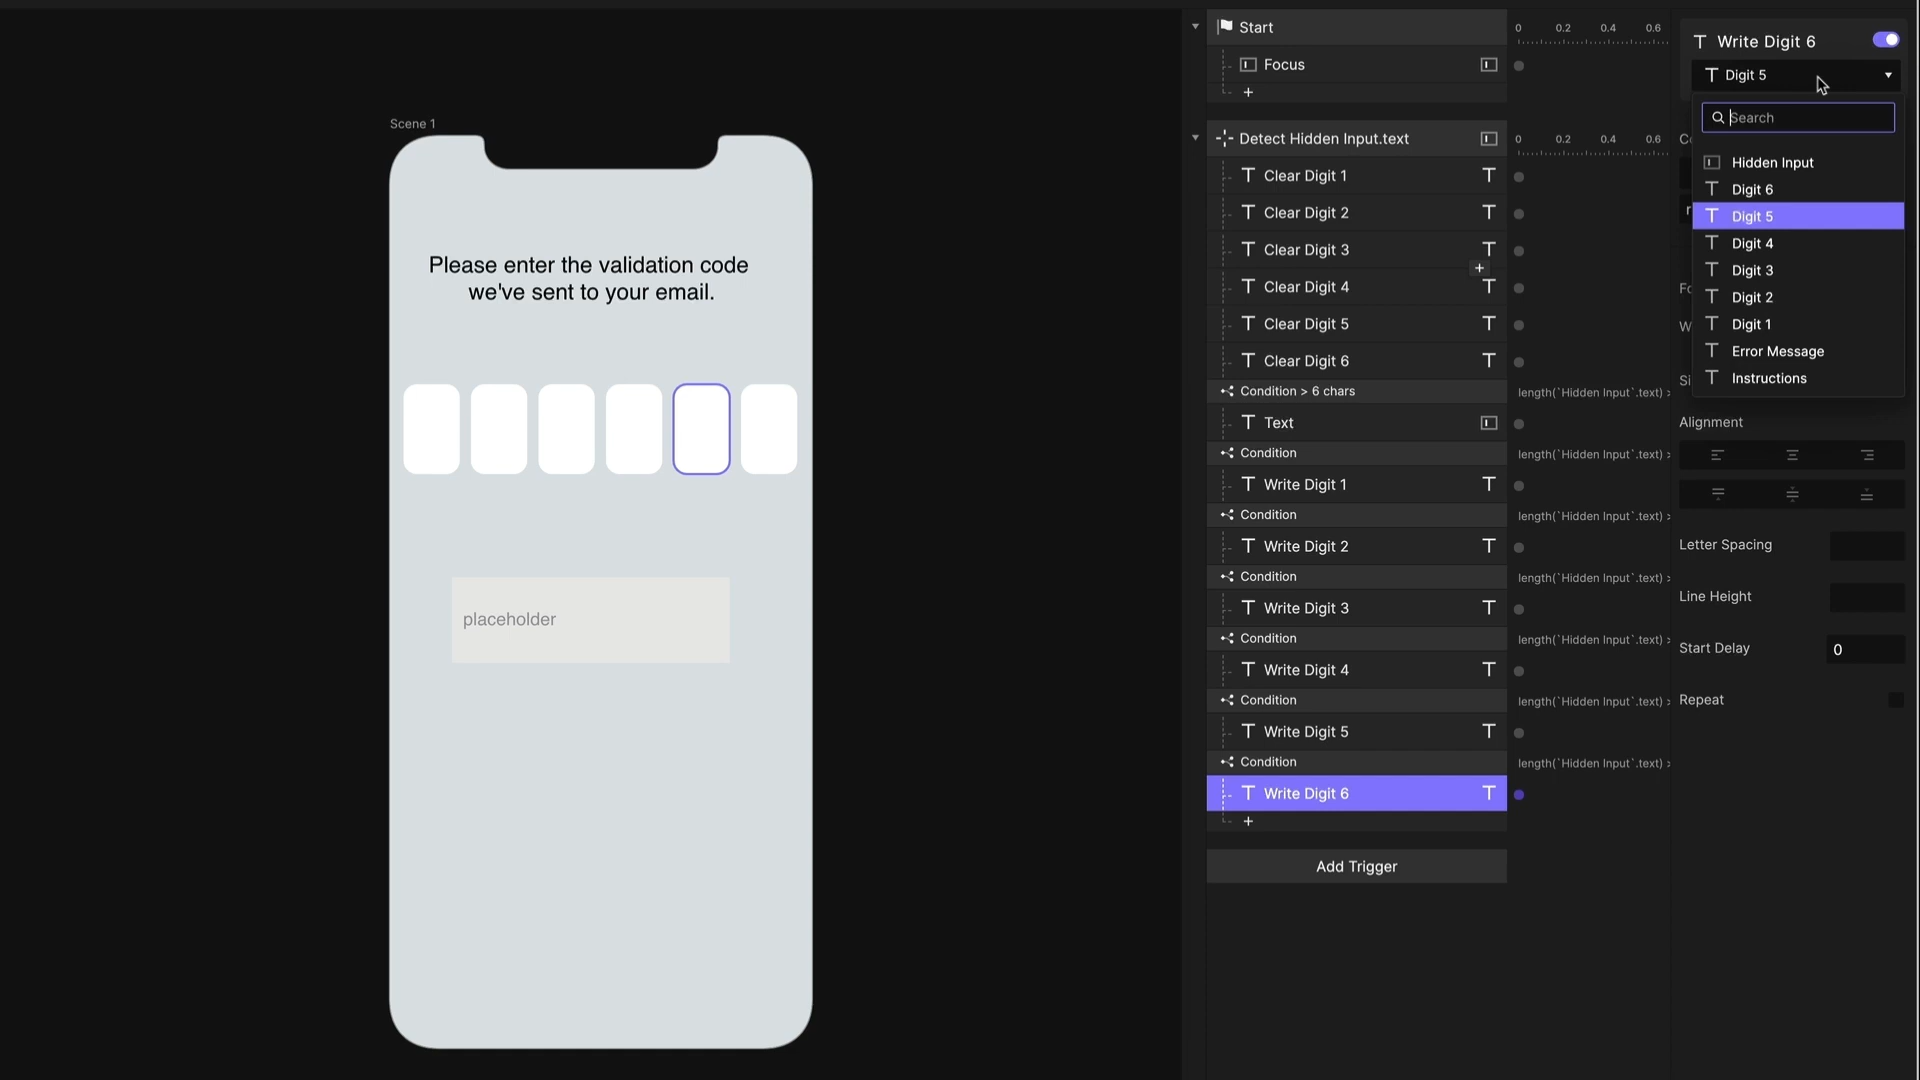 Scene 1
Please enter the validation code
we've sent to your email.
placeholder
Start
Focus
Detect Hidden Input.text
Clear Digit 1
Clear Digit 2
Clear Digit 3
Clear Digit 4
Clear Digit 5
Clear Digit 6
Condition > 6 chars
Text
Condition
Write Digit 1
Condition
Write Digit 2
Condition
Write Digit 3
Condition
Write Digit 4
Condition
Write Digit 5
Condition
Write Digit 6
Add Trigger
0 0.2 0.4 0.6
0 0.2 0.4 0.6
length(`Hidden Input`.text) >
length(`Hidden Input`.text) >
length(`Hidden Input`.text) >
length(`Hidden Input`.text) >
length(`Hidden Input`.text) >
length(`Hidden Input`.text) >
length(`Hidden Input`.text) >
Write Digit 6
Digit 5
Search
Hidden Input
Digit 6
Digit 5
Digit 4
Digit 3
Digit 2
Digit 1
Error Message
Instructions
Alignment
Letter Spacing
Line Height
Start Delay
0
Repeat